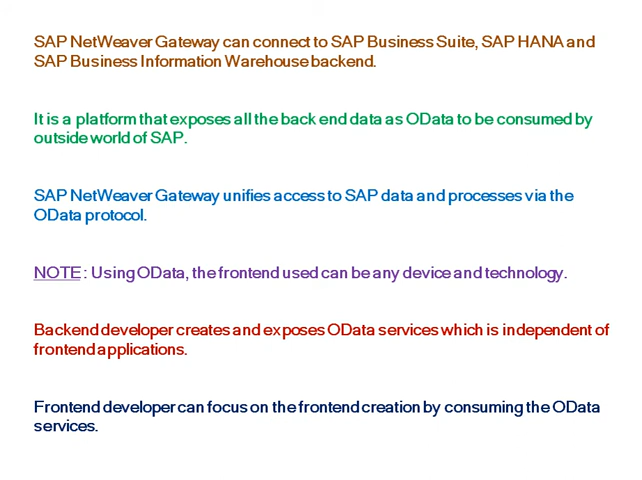 SAP NetWeaver Gateway can connect to SAP Business Suite, SAP HANA and
SAP Business Information Warehouse backend.
It is a platform that exposes all the back end data as OData to be consumed by
outside world of SAP.
SAP NetWeaver Gateway unifies access to SAP data and processes via the
OData protocol.
NOTE : Using OData, the frontend used can be any device and technology.
Backend developer creates and exposes OData services which is independent of
frontend applications.
Frontend developer can focus on the frontend creation by consuming the OData
services.